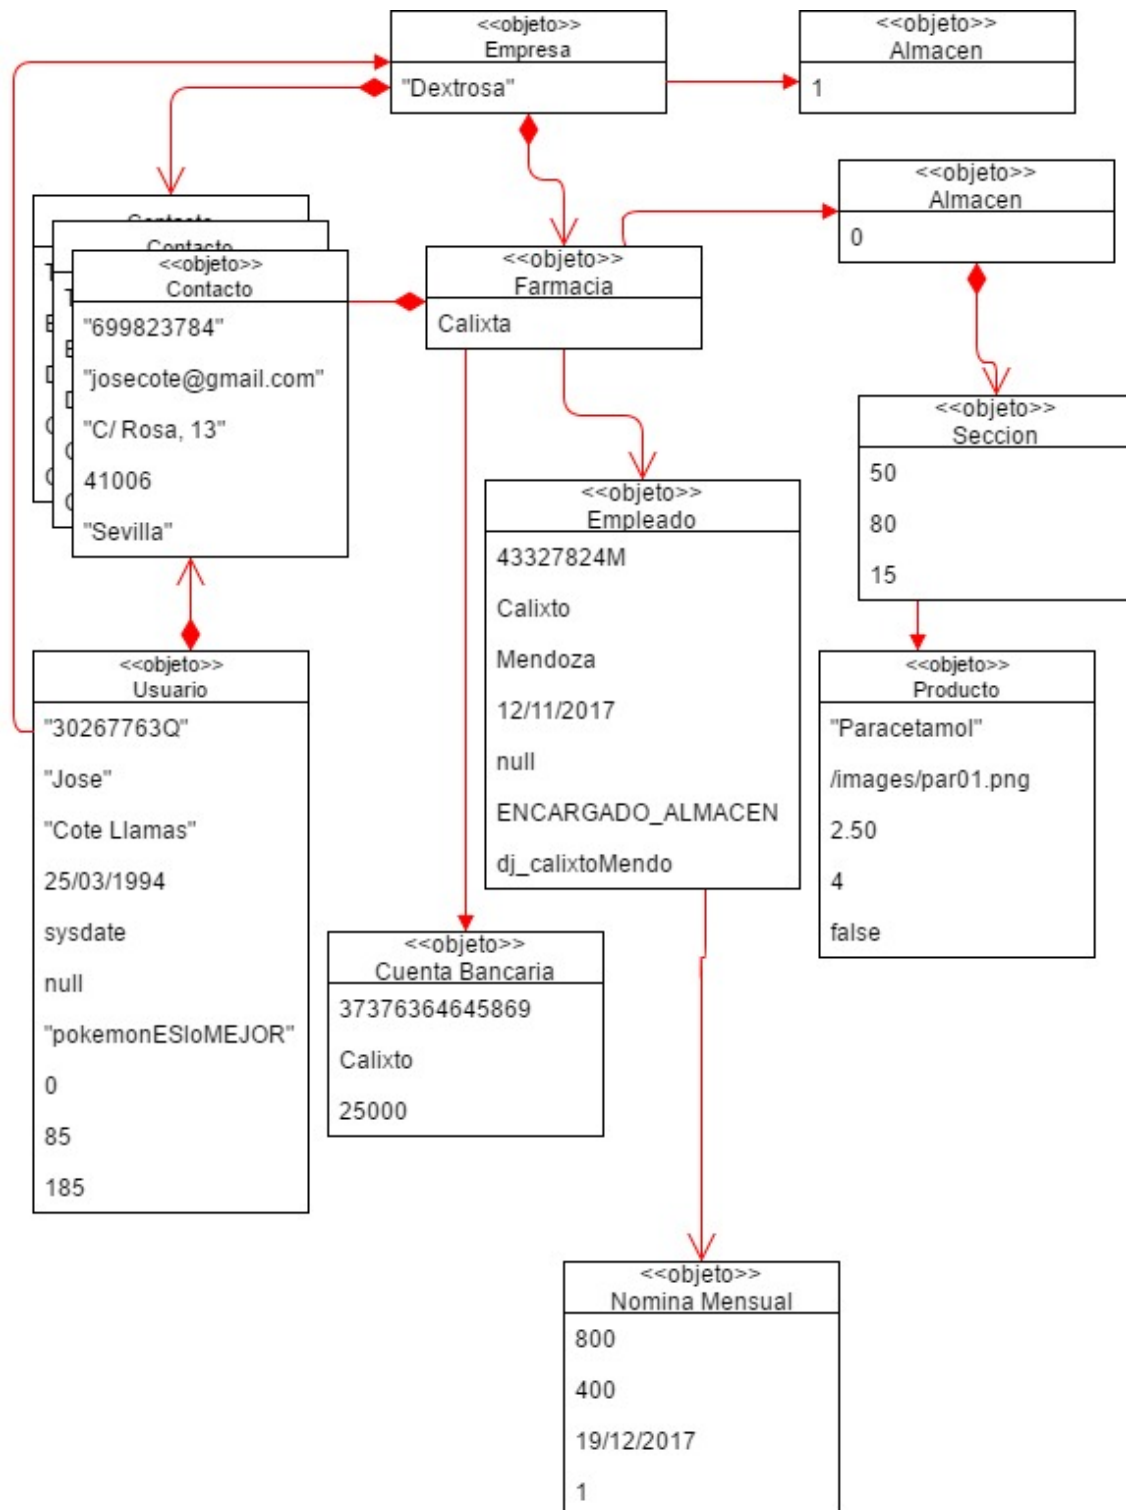 <<objeto>>
Empresa
"Dextrosa"
<<objeto>>
Almacen
1
<<objeto>>
Almacen
0
Contacto
Contacto
<<objeto>>
Contacto
"699823784"
"josecote@gmail.com"
"C/ Rosa, 13"
41006
"Sevilla"
<<objeto>>
Farmacia
Calixta
<<objeto>>
Seccion
50
80
15
<<objeto>>
Empleado
43327824M
Calixto
Mendoza
12/11/2017
null
ENCARGADO_ALMACEN
dj_calixtoMendo
<<objeto>>
Usuario
"30267763Q"
"Jose"
"Cote Llamas"
25/03/1994
sysdate
null
"pokemonESloMEJOR"
0
85
185
<<objeto>>
Producto
"Paracetamol"
/images/par01.png
2.50
4
false
<<objeto>>
Cuenta Bancaria
37376364645869
Calixto
25000
<<objeto>>
Nomina Mensual
800
400
19/12/2017
1